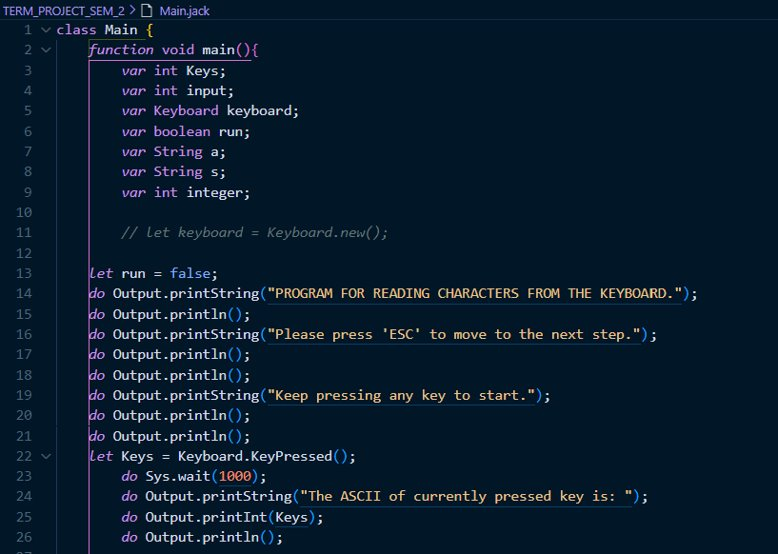 TERM_PROJECT_SEM_2 > Main.jack
1 class Main {
2 function void main(){
3 var int Keys;
4 var int input;
5 var Keyboard keyboard;
6 var boolean run;
7 var String a;
8 var String s;
9 var int integer;
10
11 // let keyboard = Keyboard.new();
12
13 let run = false;
14 do Output.printString("PROGRAM FOR READING CHARACTERS FROM THE KEYBOARD.");
15 do Output.println();
16 do Output.printString("Please press 'ESC' to move to the next step.");
17 do Output.println();
18 do Output.println();
19 do Output.printString("Keep pressing any key to start.");
20 do Output.println();
21 do Output.println();
22 let Keys = Keyboard.KeyPressed();
23 do Sys.wait(1000);
24 do Output.printString("The ASCII of currently pressed key is: ");
25 do Output.printInt(Keys);
26 do Output.println();